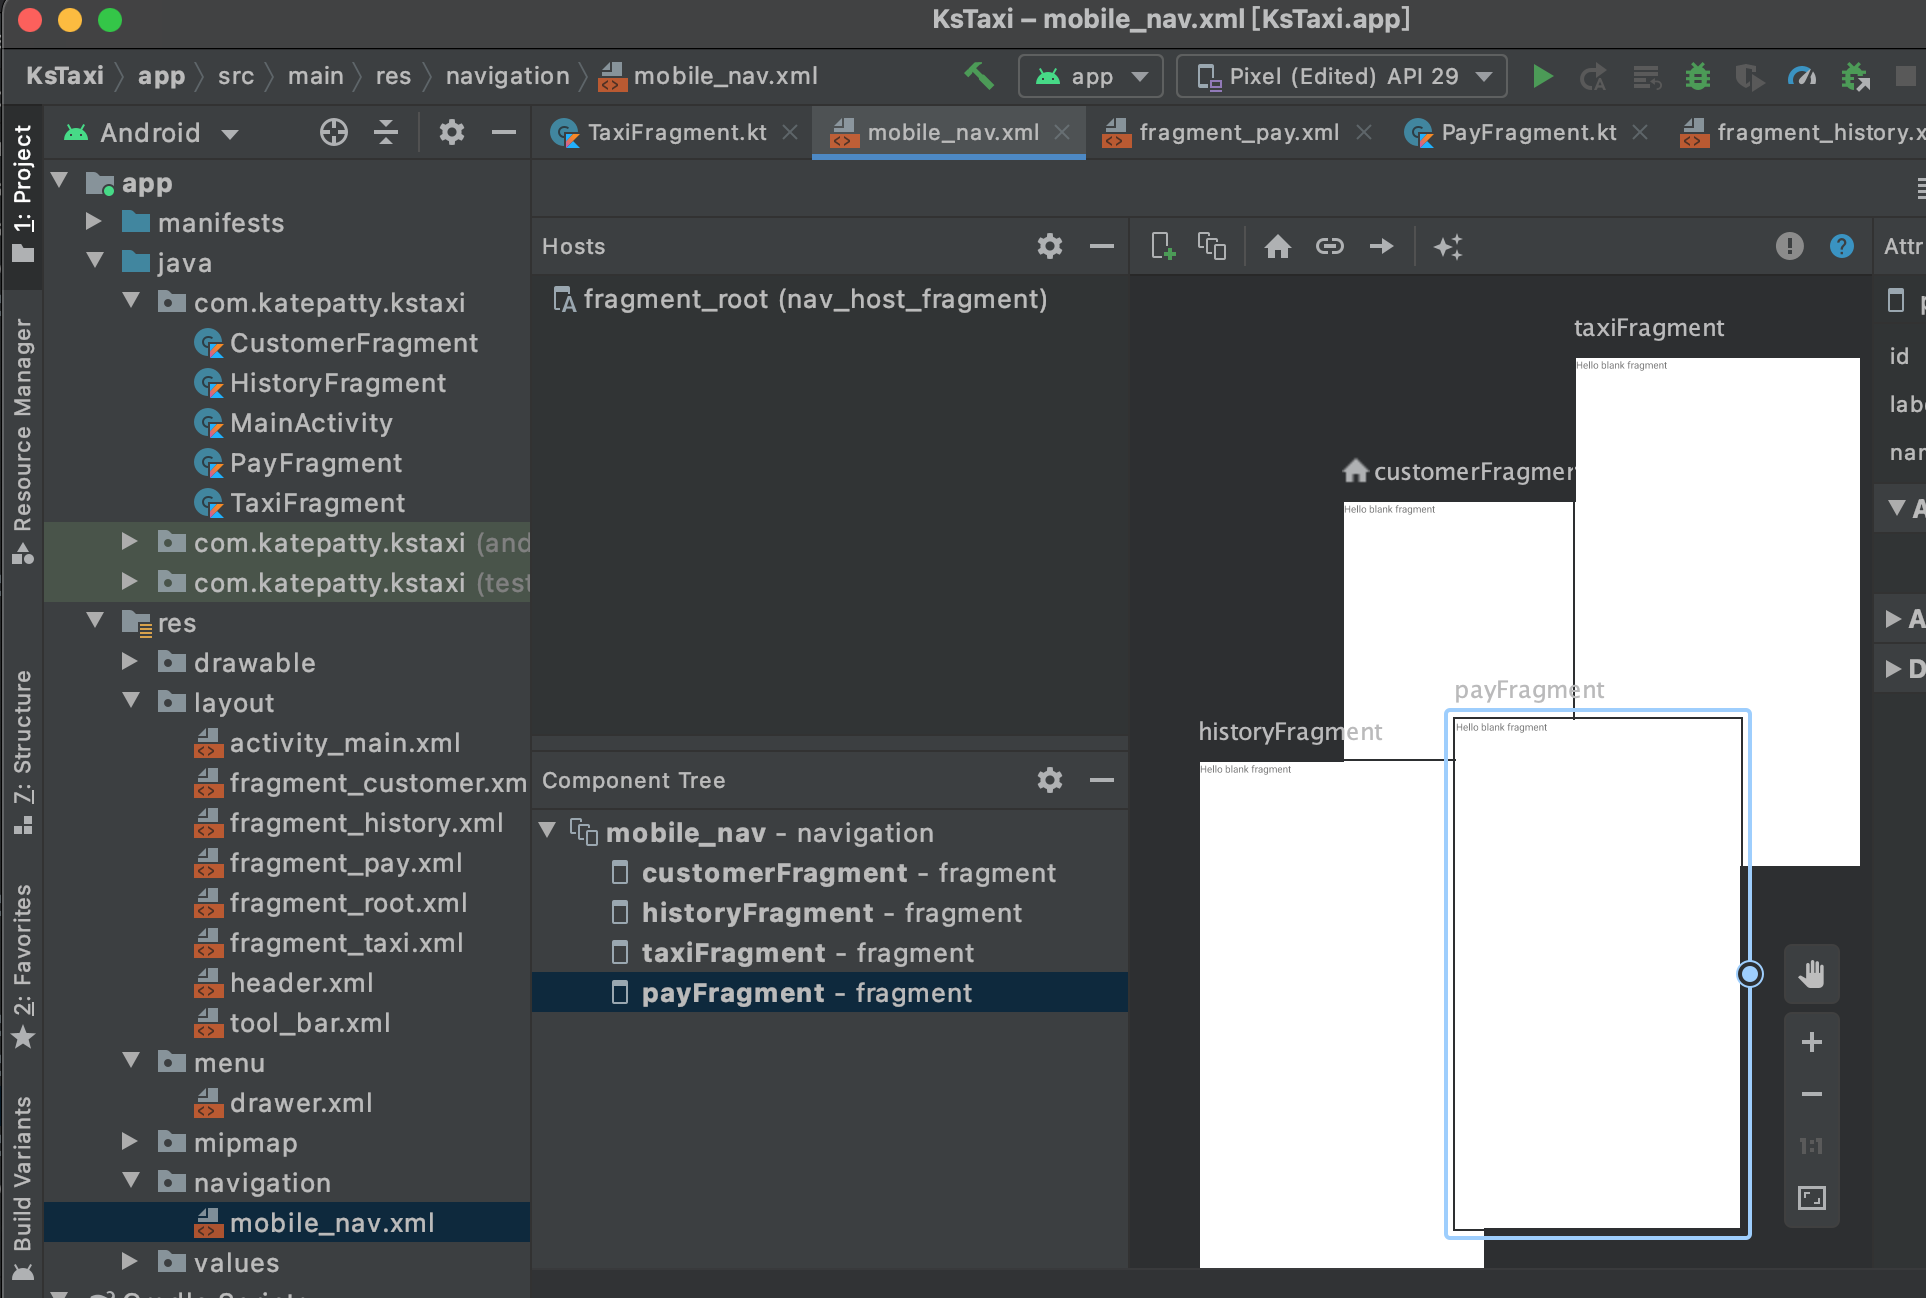 KsTaxi – mobile_nav.xml [KsTaxi.app]
KsTaxi app src main res navigation mobile_nav.xml
app
Pixel (Edited) API 29
Android
TaxiFragment.kt
mobile_nav.xml
fragment_pay.xml
PayFragment.kt
fragment_history.x
1: Project
Resource Manager
7: Structure
2: Favorites
Build Variants
app
manifests
java
com.katepatty.kstaxi
CustomerFragment
HistoryFragment
MainActivity
PayFragment
TaxiFragment
com.katepatty.kstaxi (and
com.katepatty.kstaxi (test
res
drawable
layout
activity_main.xml
fragment_customer.xm
fragment_history.xml
fragment_pay.xml
fragment_root.xml
fragment_taxi.xml
header.xml
tool_bar.xml
menu
drawer.xml
mipmap
navigation
mobile_nav.xml
values
Hosts
fragment_root (nav_host_fragment)
Component Tree
mobile_nav – navigation
customerFragment – fragment
historyFragment – fragment
taxiFragment – fragment
payFragment – fragment
taxiFragment
Hello blank fragment
customerFragmen
Hello blank fragment
payFragment
Hello blank fragment
historyFragment
Hello blank fragment
1:1
Attr
id
labe
nar
A
A
D